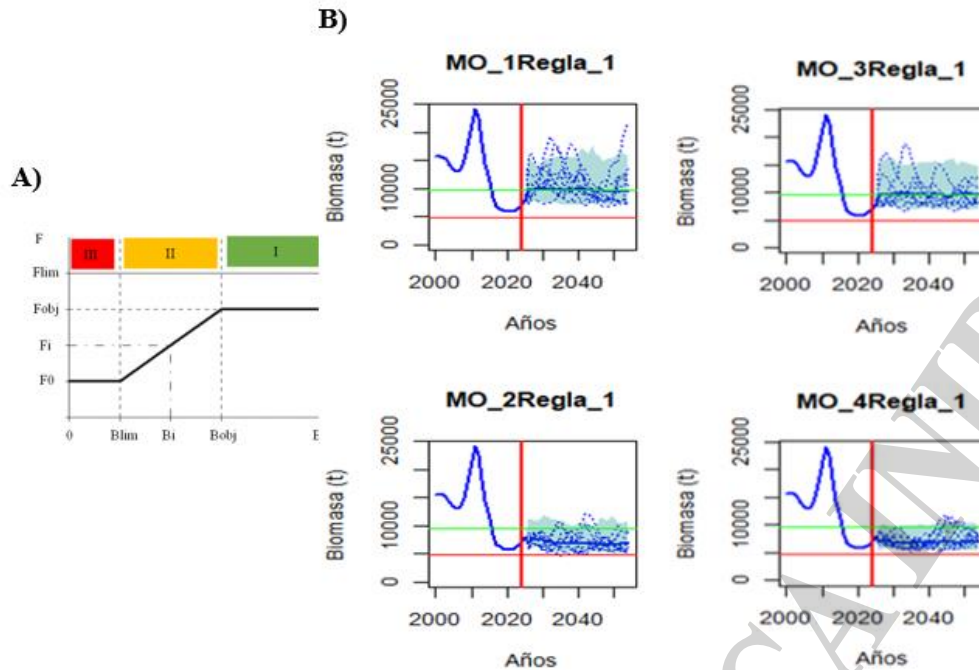 A)
F
III
II
I
Flim
Fobj
Fi
F0
0
Blim
Bi
Bobj
B)
MO_1Regla_1
Biomasa (t)
0
10000
25000
2000
2020
2040
Años
MO_3Regla_1
Biomasa (t)
0
10000
25000
2000
2020
2040
Años
MO_2Regla_1
Biomasa (t)
0
10000
25000
2000
2020
2040
Años
MO_4Regla_1
Biomasa (t)
0
10000
25000
2000
2020
2040
Años